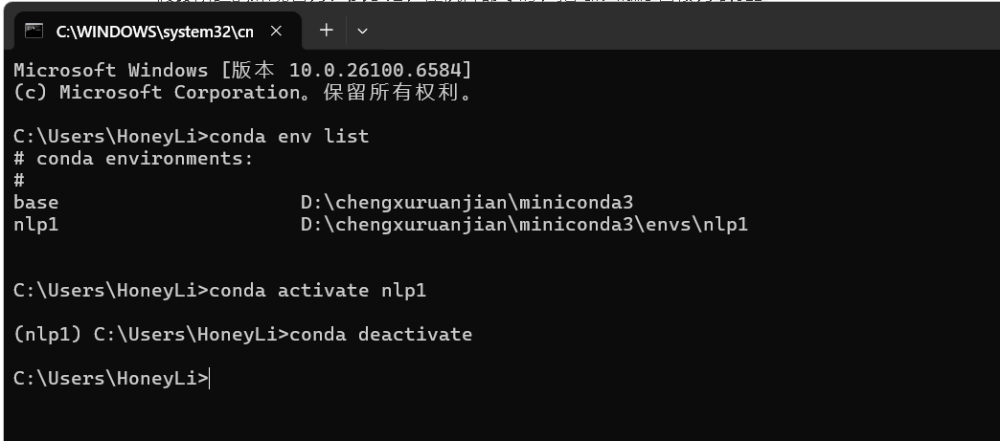 C:\WINDOWS\system32\cn
Microsoft Windows [版本 10.0.26100.6584]
(c) Microsoft Corporation。保留所有权利。
C:\Users\HoneyLi>conda env list
# conda environments:
#
base                     D:\chengxuruanjian\miniconda3
nlp1                     D:\chengxuruanjian\miniconda3\envs\nlp1
C:\Users\HoneyLi>conda activate nlp1
(nlp1) C:\Users\HoneyLi>conda deactivate
C:\Users\HoneyLi>